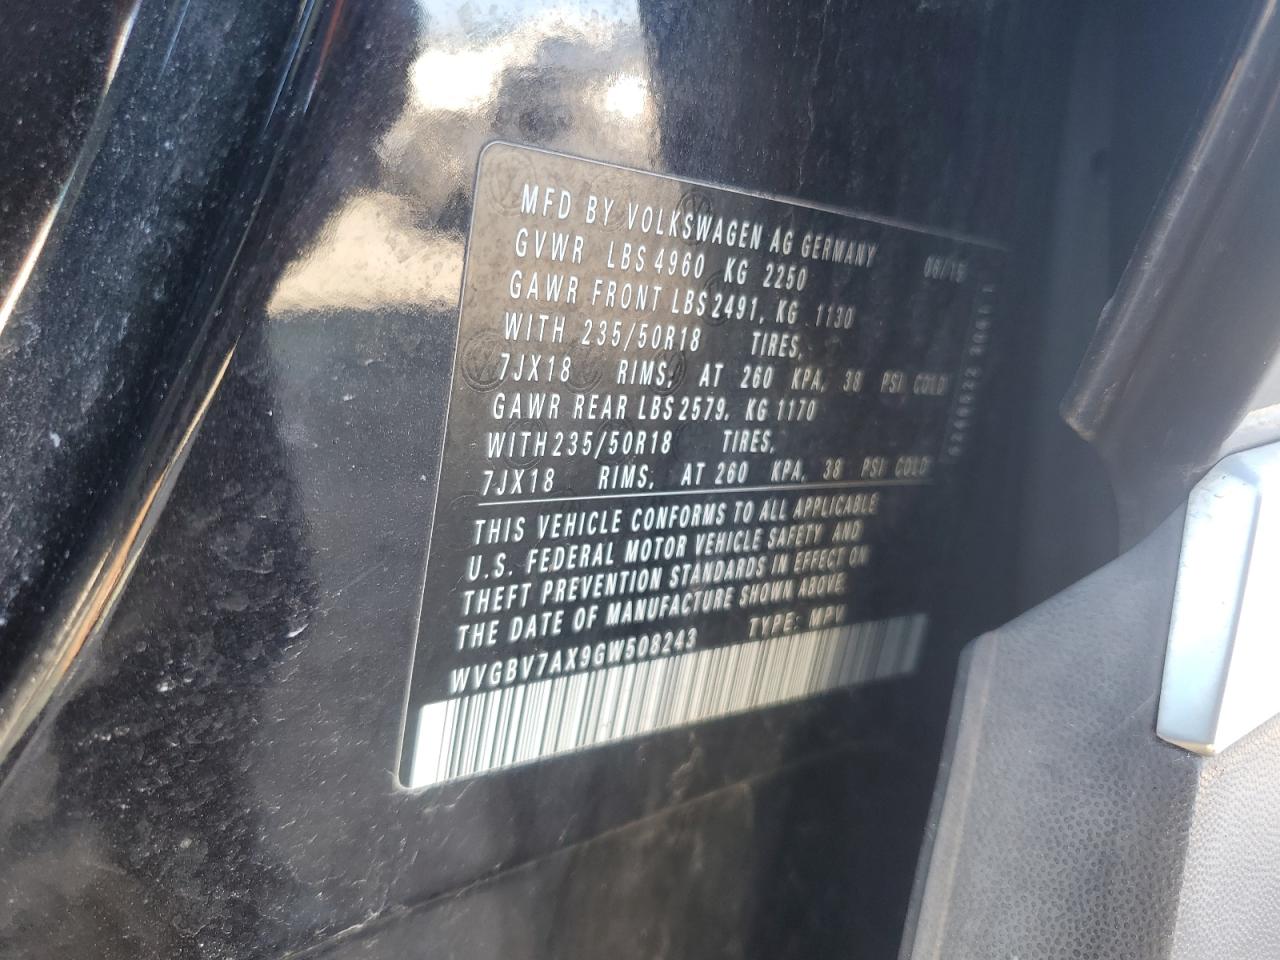 MFD BY VOLKSWAGEN AG GERMANY 08/15
GVWR LBS 4960 KG 2250
GAWR FRONT LBS 2491, KG 1130
WITH 235/50R18 TIRES,
7JX18 RIMS, AT 260 KPA, 38 PSI COLD
GAWR REAR LBS 2579, KG 1170
WITH 235/50R18 TIRES,
7JX18 RIMS, AT 260 KPA, 38 PSI COLD
THIS VEHICLE CONFORMS TO ALL APPLICABLE
U.S. FEDERAL MOTOR VEHICLE SAFETY AND
THEFT PREVENTION STANDARDS IN EFFECT ON
THE DATE OF MANUFACTURE SHOWN ABOVE
WVGBV7AX9GW508243 TYPE: MPV